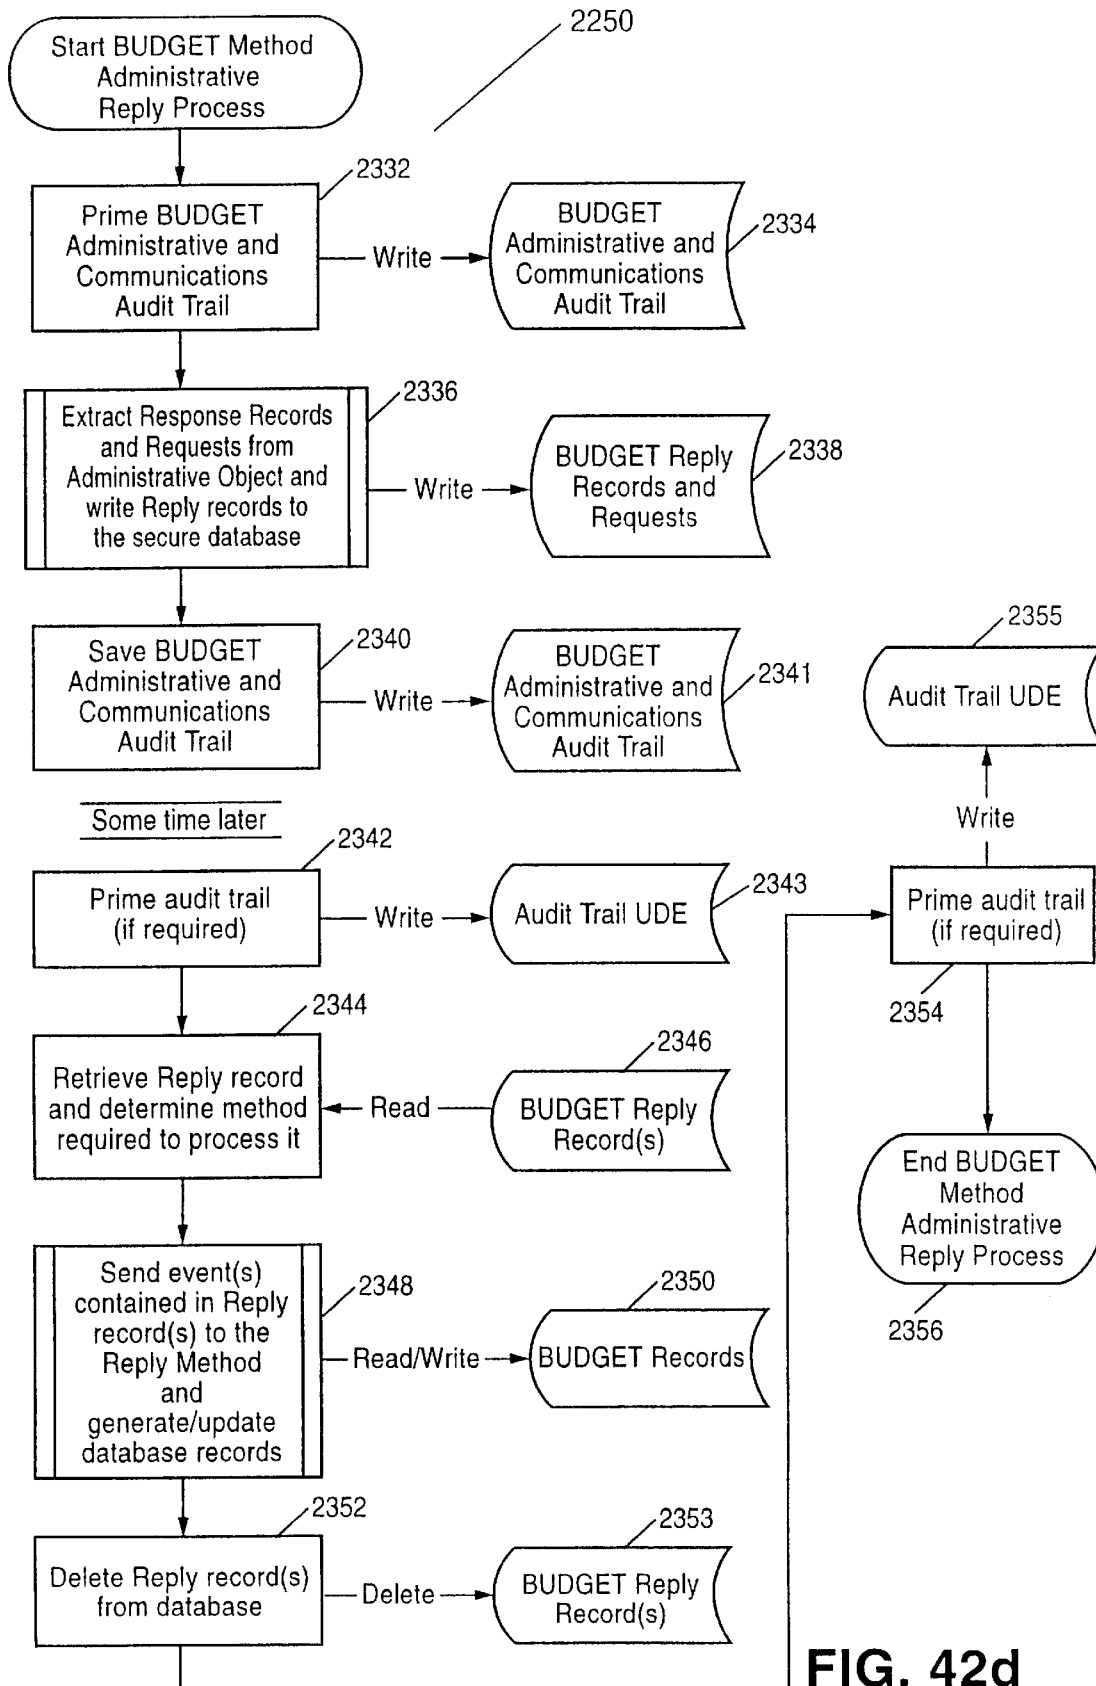 2250
Start BUDGET Method
Administrative
Reply Process
2332
Prime BUDGET
Administrative and
Communications
Audit Trail
Write
BUDGET
Administrative and
Communications
Audit Trail
2334
2336
Extract Response Records
and Requests from
Administrative Object and
write Reply records to
the secure database
Write
BUDGET Reply
Records and
Requests
2338
2340
Save BUDGET
Administrative and
Communications
Audit Trail
Write
BUDGET
Administrative and
Communications
Audit Trail
2341
Some time later
2342
Prime audit trail
(if required)
Write
Audit Trail UDE
2343
2344
Retrieve Reply record
and determine method
required to process it
Read
2346
BUDGET Reply
Record(s)
2348
Send event(s)
contained in Reply
record(s) to the
Reply Method
and
generate/update
database records
Read/Write
2350
BUDGET Records
2352
Delete Reply record(s)
from database
Delete
2353
BUDGET Reply
Record(s)
2355
Audit Trail UDE
Write
Prime audit trail
(if required)
2354
End BUDGET
Method
Administrative
Reply Process
2356
FIG. 42d